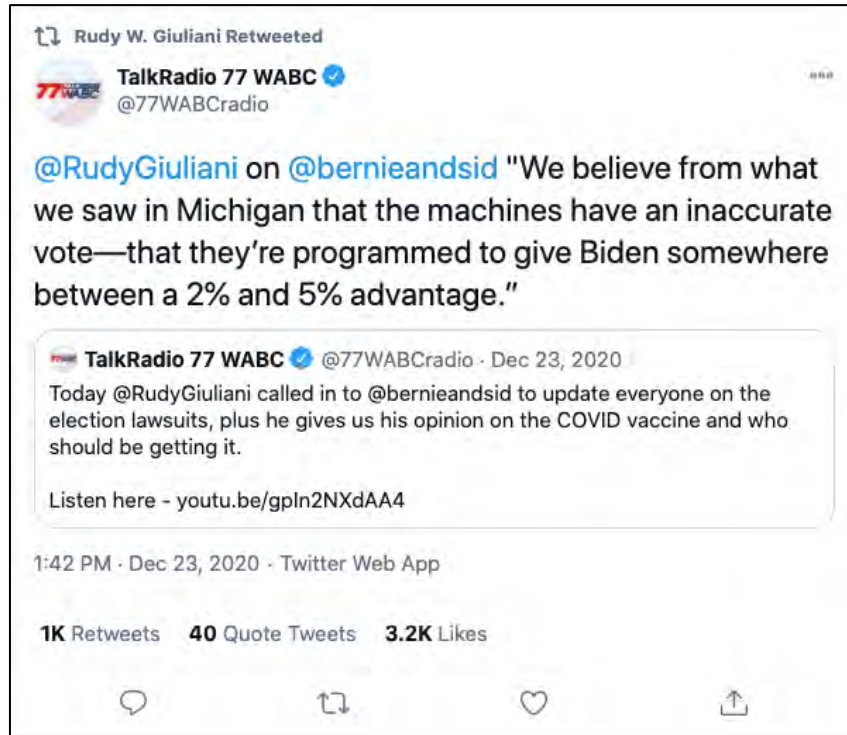 Rudy W. Giuliani Retweeted
TalkRadio 77 WABC
@77WABCradio
77 WABC
@RudyGiuliani on @bernieandsid "We believe from what
we saw in Michigan that the machines have an inaccurate
vote—that they’re programmed to give Biden somewhere
between a 2% and 5% advantage.”
TalkRadio 77 WABC @77WABCradio · Dec 23, 2020
Today @RudyGiuliani called in to @bernieandsid to update everyone on the
election lawsuits, plus he gives us his opinion on the COVID vaccine and who
should be getting it.
Listen here - youtu.be/gpIn2NXdAA4
1:42 PM · Dec 23, 2020 · Twitter Web App
1K Retweets 40 Quote Tweets 3.2K Likes